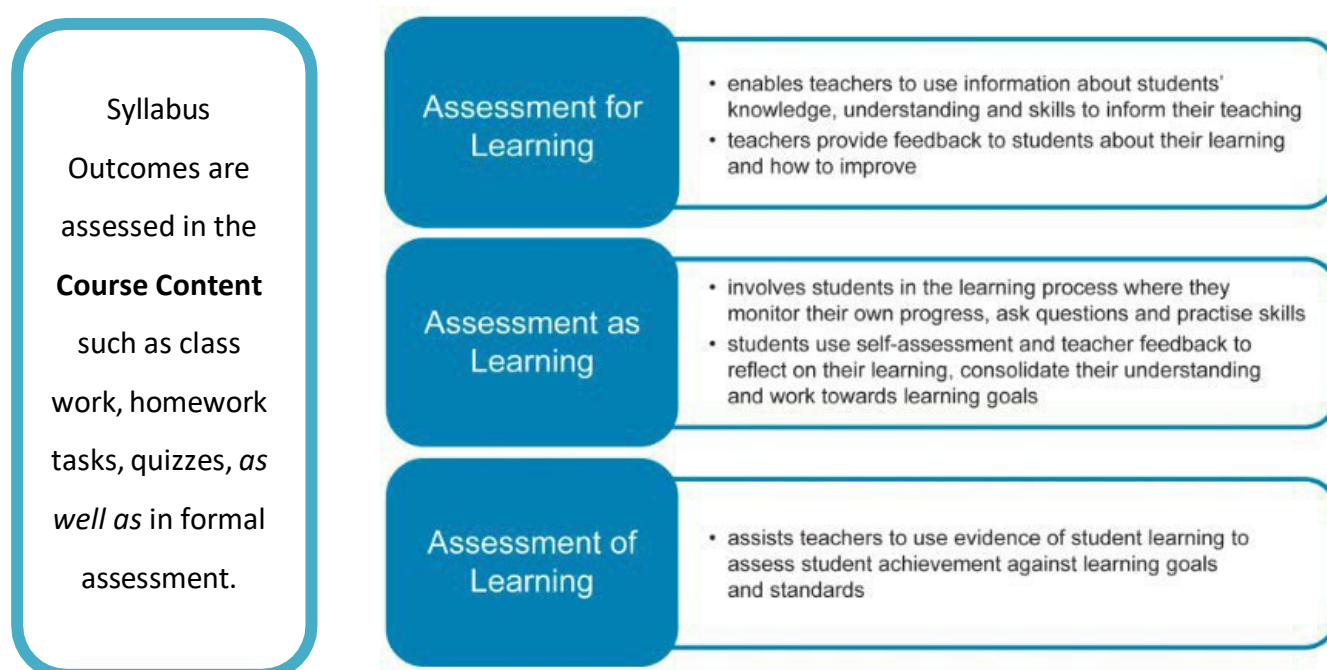 Syllabus
Outcomes are
assessed in the
Course Content
such as class
work, homework
tasks, quizzes, as
well as in formal
assessment.
Assessment for
Learning
• enables teachers to use information about students’
knowledge, understanding and skills to inform their teaching
• teachers provide feedback to students about their learning
and how to improve
Assessment as
Learning
• involves students in the learning process where they
monitor their own progress, ask questions and practise skills
• students use self-assessment and teacher feedback to
reflect on their learning, consolidate their understanding
and work towards learning goals
Assessment of
Learning
• assists teachers to use evidence of student learning to
assess student achievement against learning goals
and standards